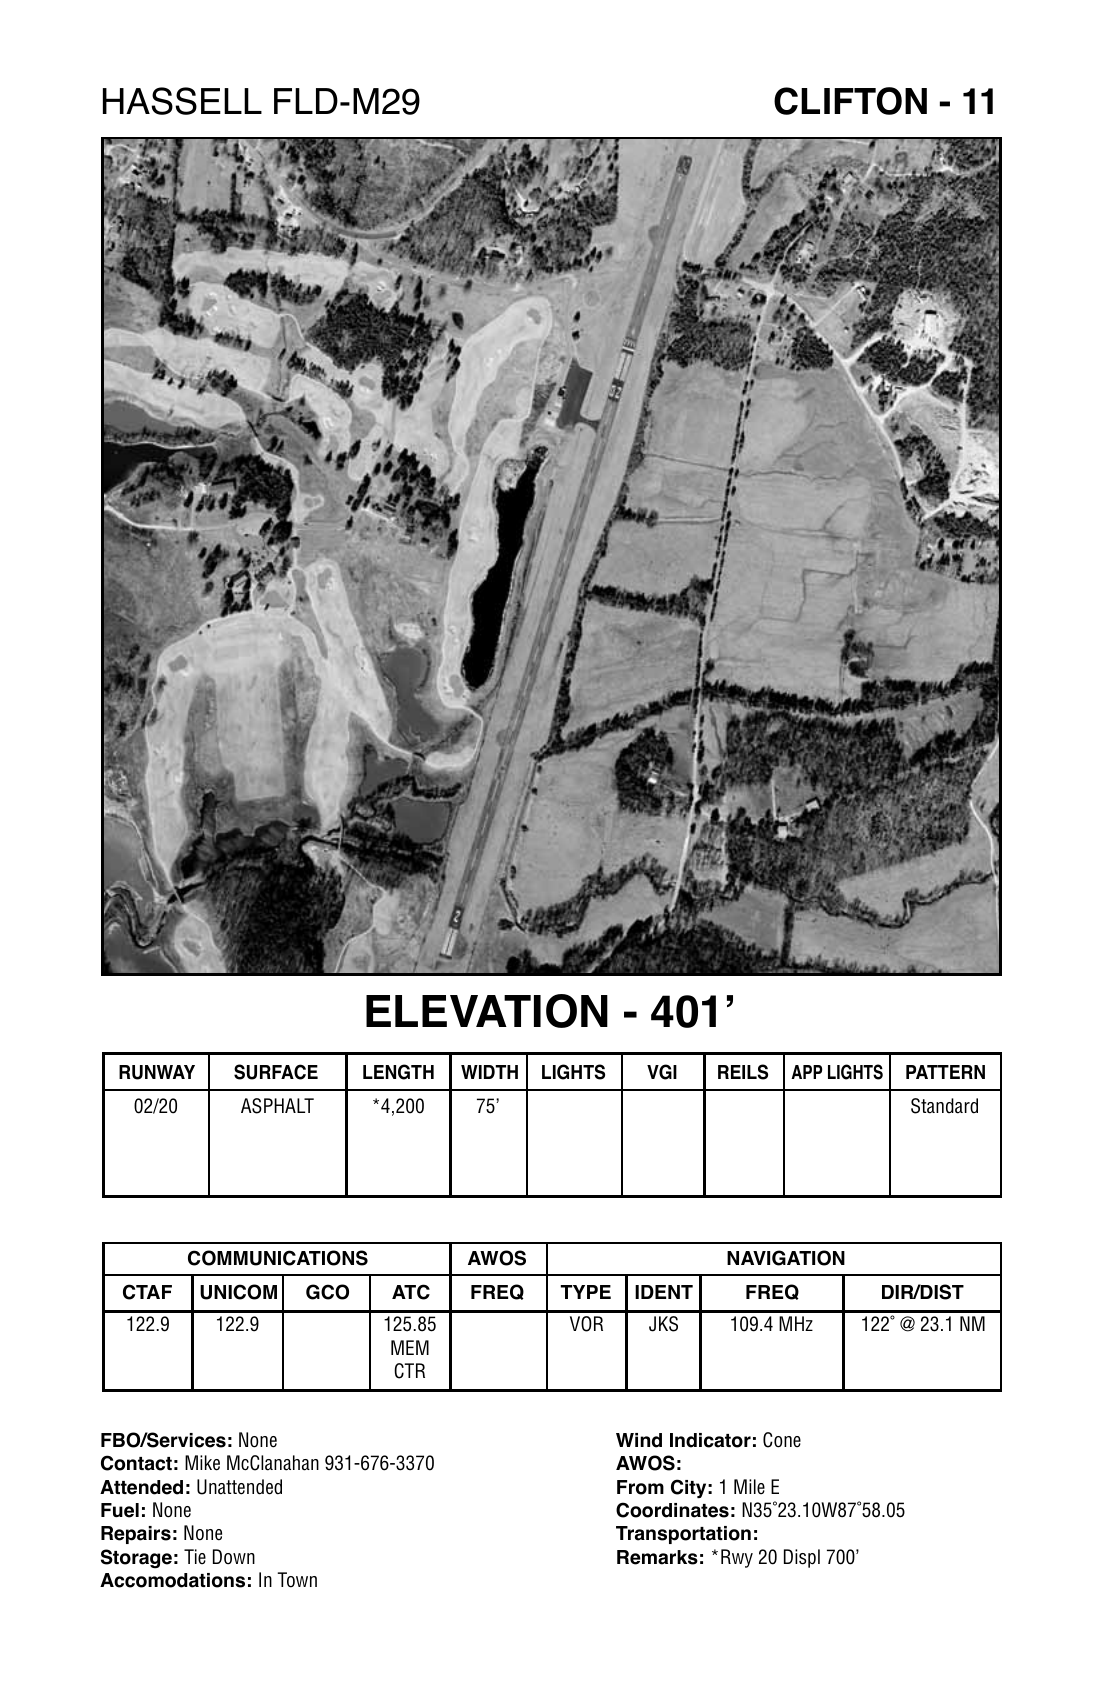 HASSELL FLD-M29
CLIFTON - 11
20
2
ELEVATION - 401’
RUNWAY SURFACE LENGTH WIDTH LIGHTS VGI REILS APP LIGHTS PATTERN
02/20 ASPHALT *4,200 75’ Standard
COMMUNICATIONS AWOS NAVIGATION
CTAF UNICOM GCO ATC FREQ TYPE IDENT FREQ DIR/DIST
122.9 122.9 125.85 VOR JKS 109.4 MHz 122˚ @ 23.1 NM
MEM
CTR
FBO/Services: None
Contact: Mike McClanahan 931-676-3370
Attended: Unattended
Fuel: None
Repairs: None
Storage: Tie Down
Accomodations: In Town
Wind Indicator: Cone
AWOS:
From City: 1 Mile E
Coordinates: N35˚23.10W87˚58.05
Transportation:
Remarks: *Rwy 20 Displ 700’